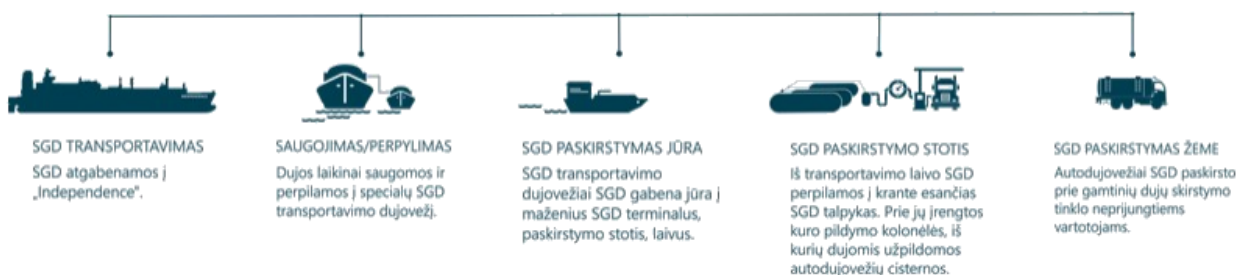 SGD TRANSPORTAVIMAS
SGD atgabenamos į
„Independence".
SAUGOJIMAS/PERPYLIMAS
Dujos laikinai saugomos ir
perpilamos į specialų SGD
transportavimo dujovežį.
SGD PASKIRSTYMAS JŪRA
SGD transportavimo
dujovežiai SGD gabena jūra į
maženius SGD terminalus,
paskirstymo stotis, laivus.
SGD PASKIRSTYMO STOTIS
Iš transportavimo laivo SGD
perpilamos į krante esančias
SGD talpykas. Prie jų įrengtos
kuro pildymo kolonėlės, iš
kurių dujomis užpildomos
autodujovežių cisternos.
SGD PASKIRSTYMAS ŽEME
Autodujovežiai SGD paskirsto
prie gamtinių dujų skirstymo
tinklo neprijungtiems
vartotojams.